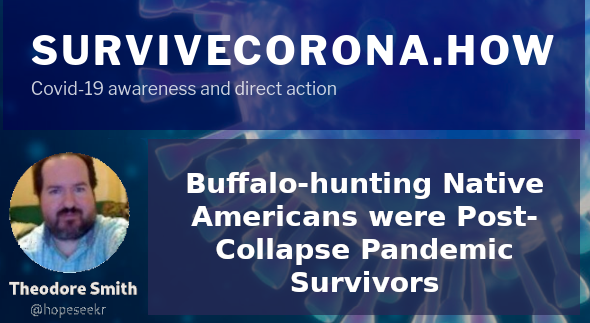 SURVIVECORONA.HOW
Covid-19 awareness and direct action
Buffalo-hunting Native
Americans were Post-
Collapse Pandemic
Survivors
Theodore Smith
@hopeseekr